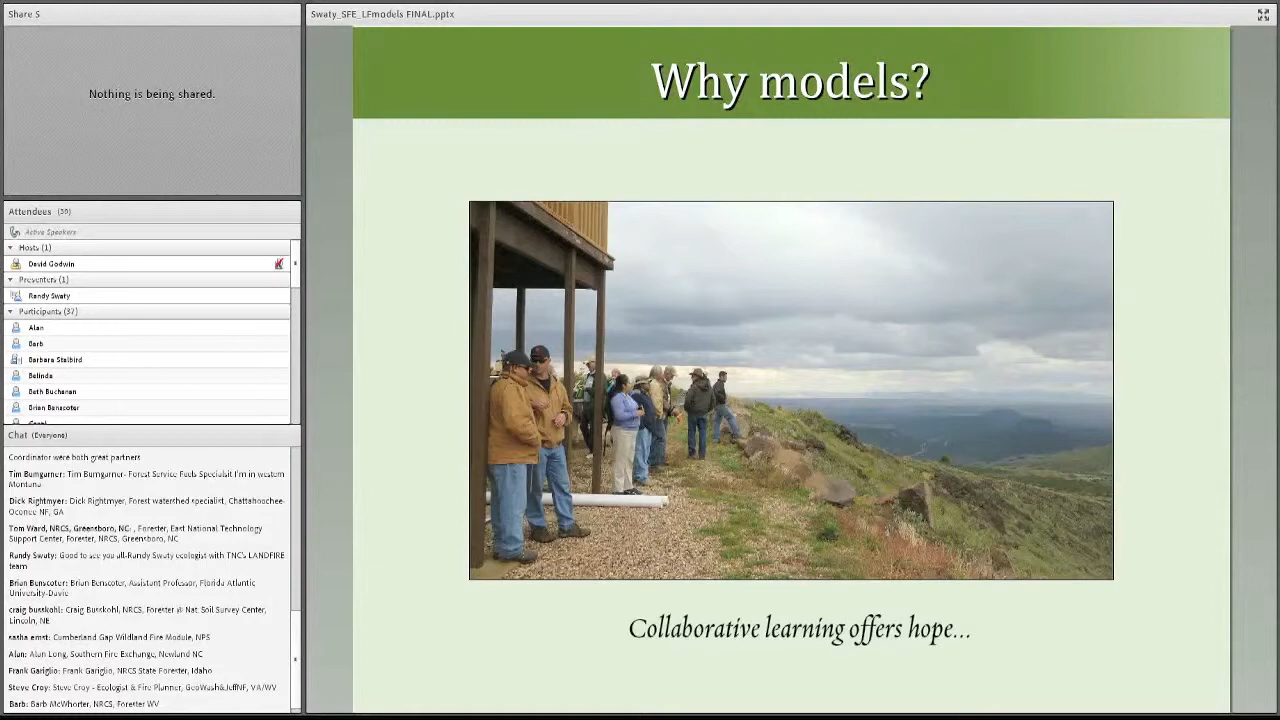 Share S
Nothing is being shared.
Attendees (39)
Active Speakers
Hosts (1)
David Godwin
Presenters (1)
Randy Swaty
Participants (37)
Alan
Barb
Barbara Stalbird
Belinda
Beth Buchanan
Brian Benscoter
Chat (Everyone)
Coordinator were both great partners
Tim Bumgarner: Tim Bumgarner- Forest Service Fuels Specialsit I'm in western
Montana
Dick Rightmyer: Dick Rightmyer, Forest watershed specialist, Chattahoochee-
Oconee NF, GA
Tom Ward, NRCS, Greensboro, NC: , Forester, East National Technology
Support Center, Forester, NRCS, Greensboro, NC
Randy Swaty: Good to see you all-Randy Swaty ecologist with TNC's LANDFIRE
team
Brian Benscoter: Brian Benscoter, Assistant Professor, Florida Atlantic
University-Davie
craig busskohl: Craig Busskohl, NRCS, Forester @ Nat. Soil Survey Center,
Lincoln, NE
sasha ernst: Cumberland Gap Wildland Fire Module, NPS
Alan: Alan Long, Southern Fire Exchange, Newland NC
Frank Gariglio: Frank Gariglio, NRCS State Forester, Idaho
Steve Croy: Steve Croy - Ecologist & Fire Planner, GeoWash&JeffNF, VA/WV
Barb: Barb McWhorter, NRCS, Forester WV
Swaty_SFE_LFmodels FINAL.pptx
Why models?
Collaborative learning offers hope...